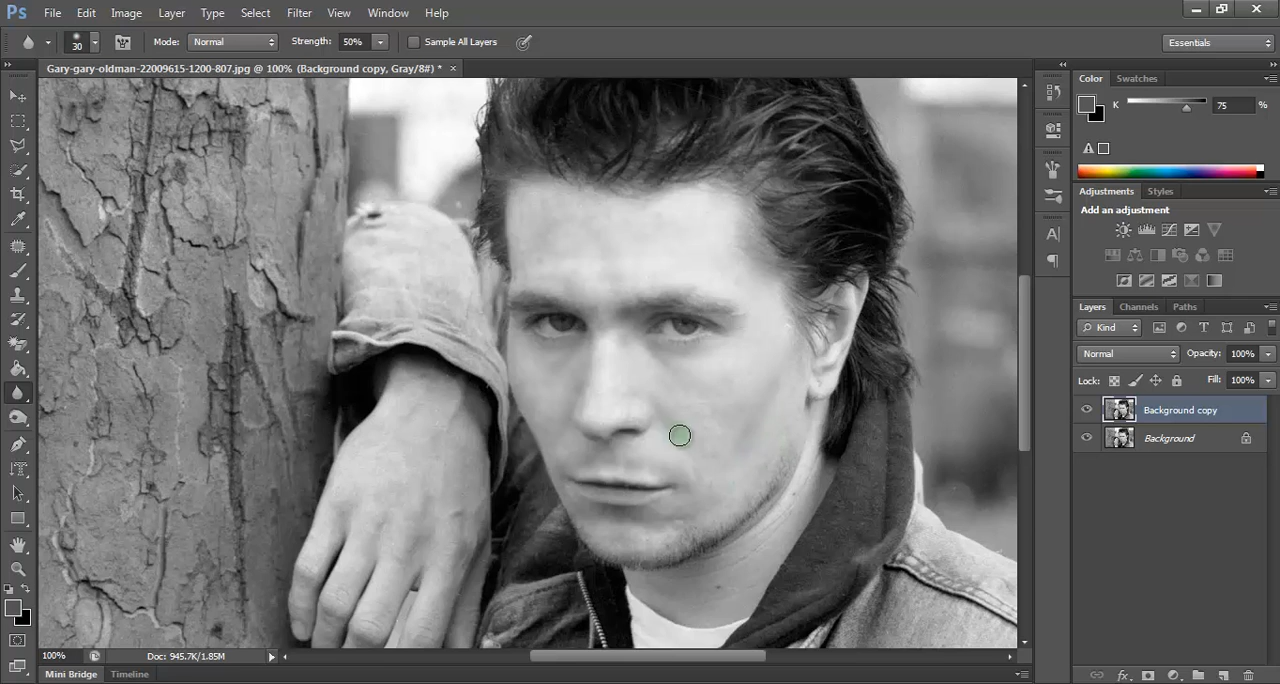 Ps File Edit Image Layer Type Select Filter View Window Help
30 Mode: Normal Strength: 50% Sample All Layers Essentials
Gary-gary-oldman-22009615-1200-807.jpg @ 100% (Background copy, Gray/8#) * ×
Color Swatches
K 75 %
Adjustments Styles
Add an adjustment
Layers Channels Paths
Kind
Normal Opacity: 100%
Lock: Fill: 100%
Background copy
Background
100% Doc: 945.7K/1.85M
Mini Bridge Timeline